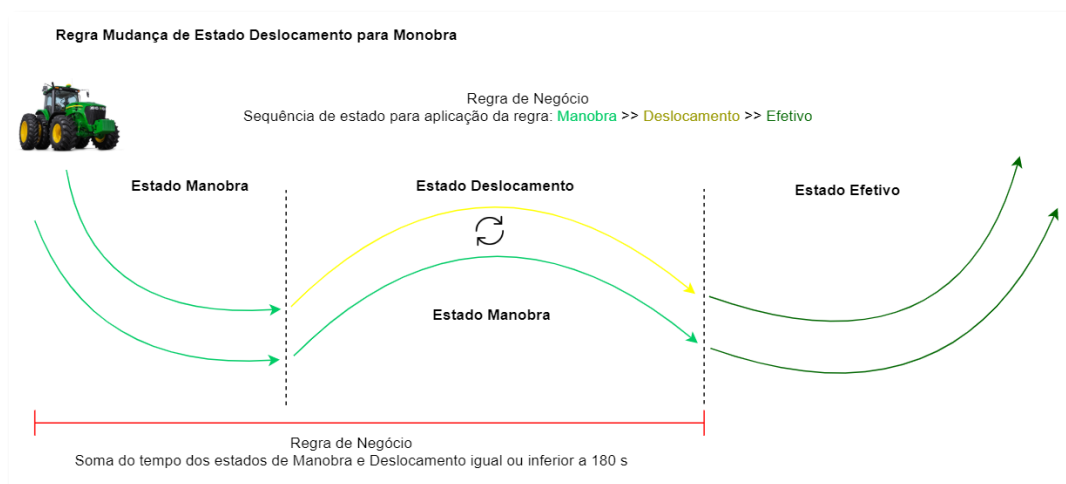 Regra Mudança de Estado Deslocamento para Monobra
Regra de Negócio
Sequência de estado para aplicação da regra: Manobra >> Deslocamento >> Efetivo
Estado Manobra
Estado Deslocamento
Estado Efetivo
Estado Manobra
Regra de Negócio
Soma do tempo dos estados de Manobra e Deslocamento igual ou inferior a 180 s